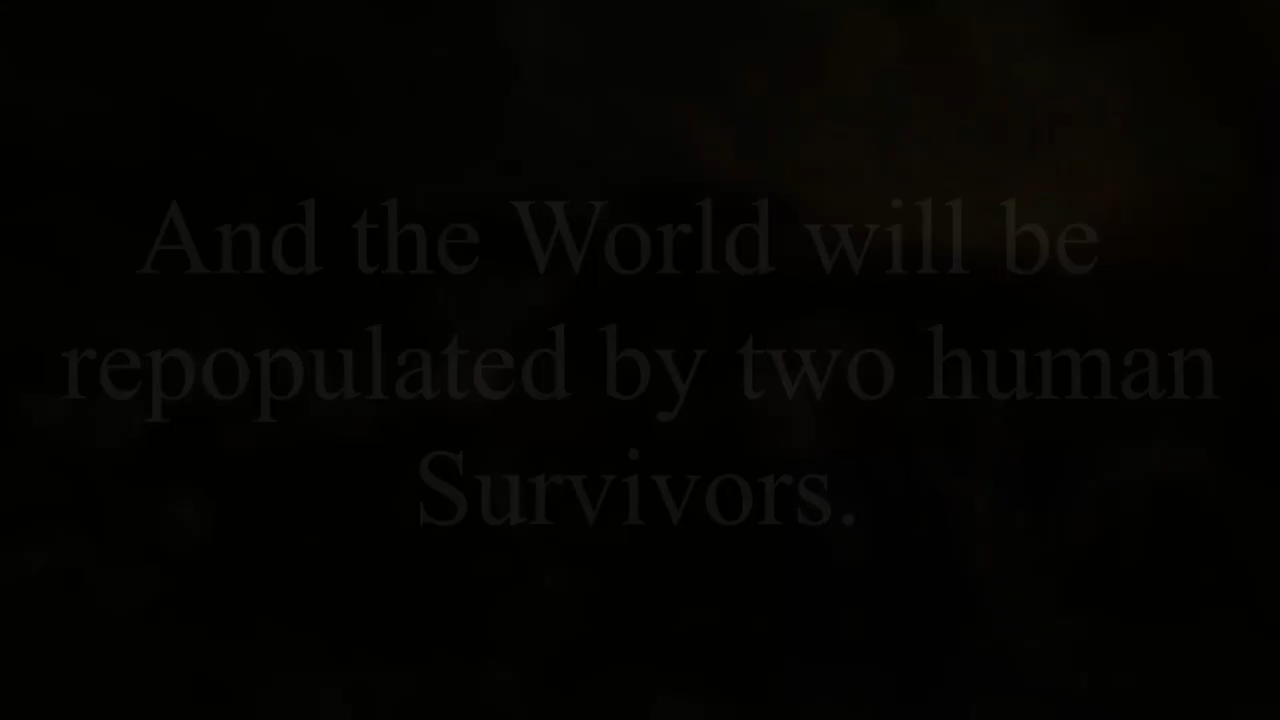 And the World will be
repopulated by two human
Survivors.